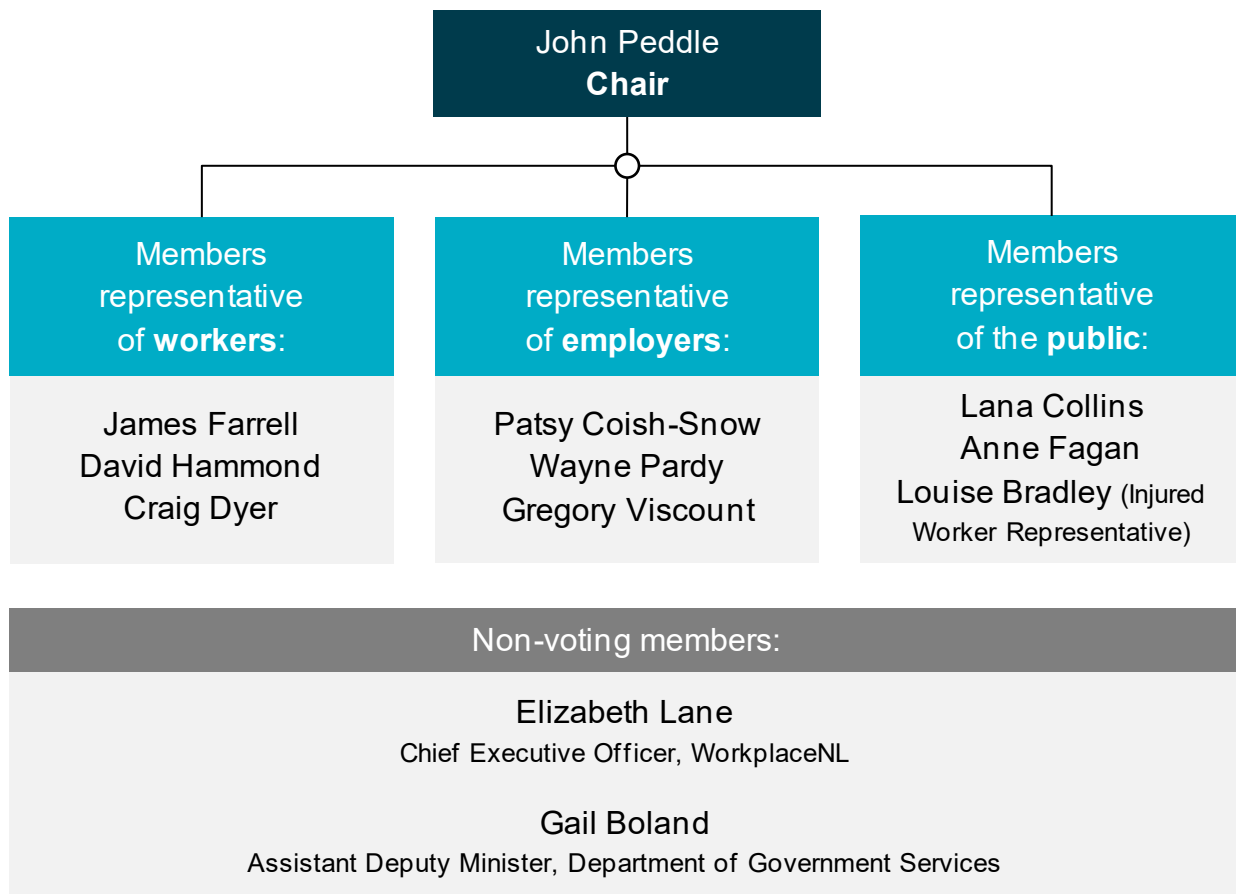 John Peddle
Chair
Members
representative
of workers:
James Farrell
David Hammond
Craig Dyer
Members
representative
of employers:
Patsy Coish-Snow
Wayne Pardy
Gregory Viscount
Members
representative
of the public:
Lana Collins
Anne Fagan
Louise Bradley (Injured
Worker Representative)
Non-voting members:
Elizabeth Lane
Chief Executive Officer, WorkplaceNL
Gail Boland
Assistant Deputy Minister, Department of Government Services